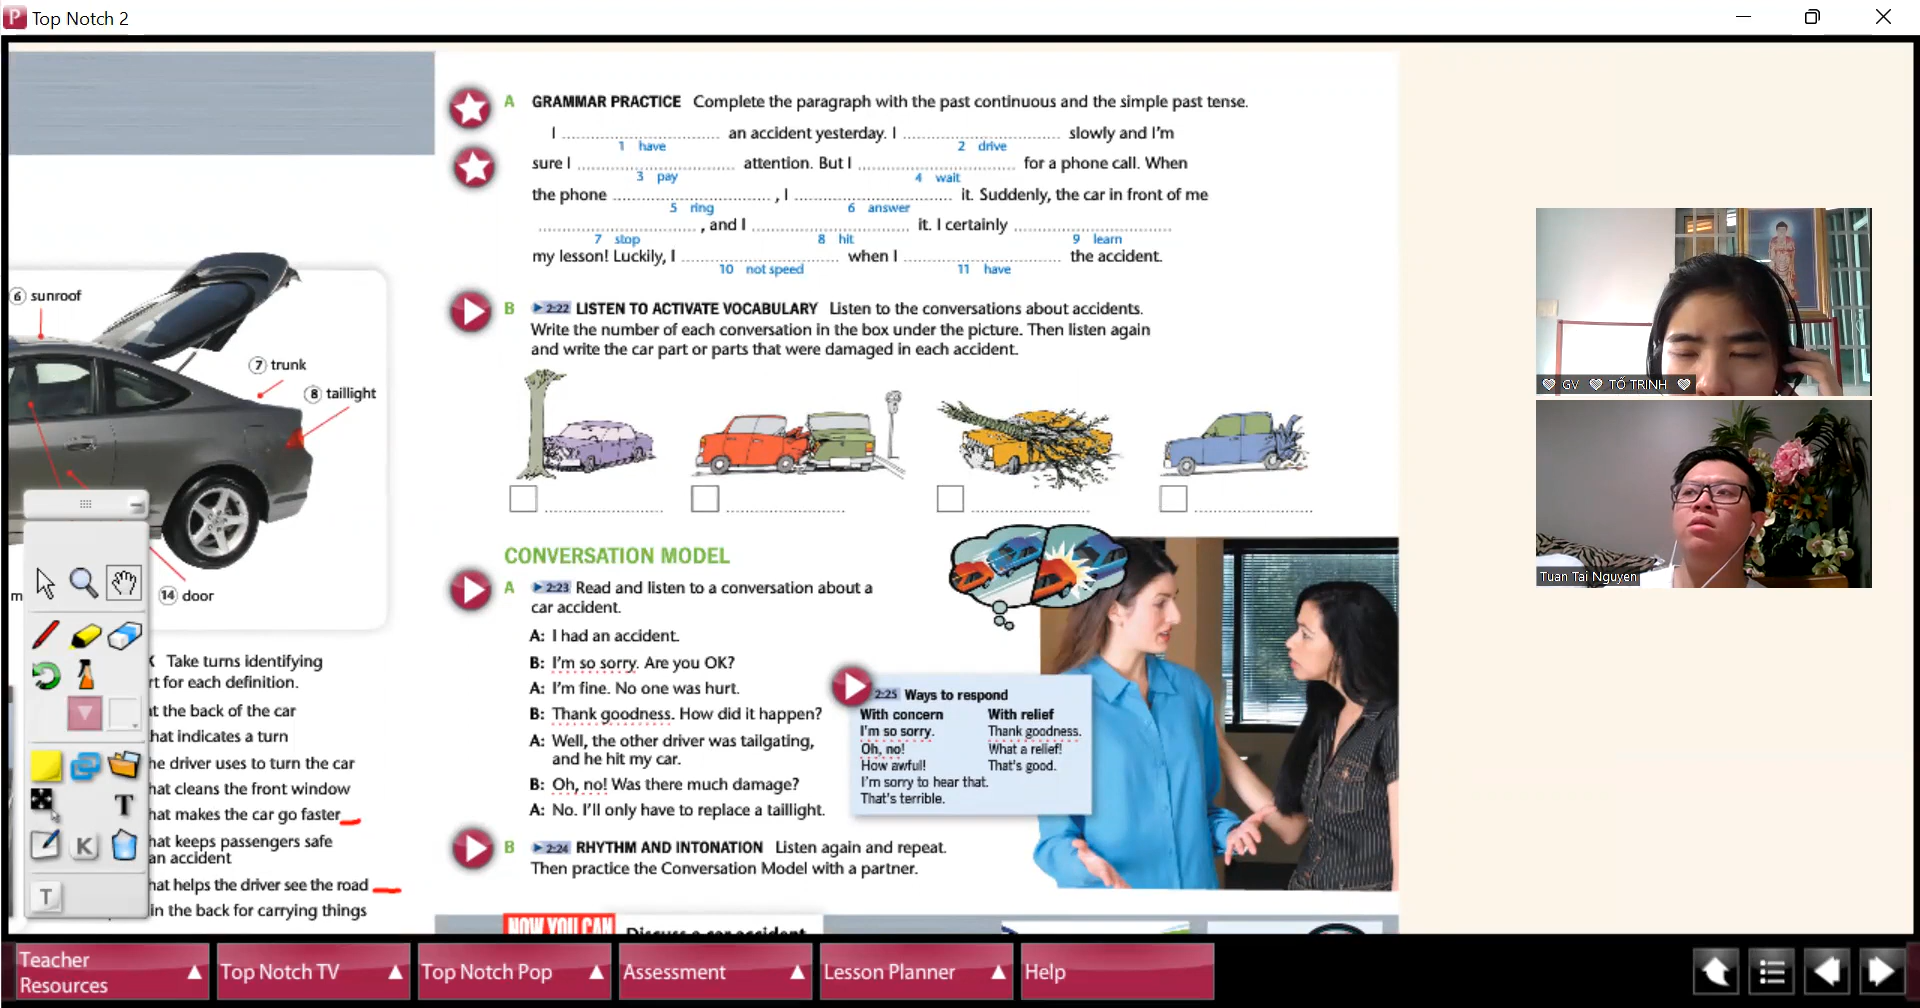 Top Notch 2
6 sunroof
7 trunk
8 taillight
m
14 door
Take turns identifying
rt for each definition.
at the back of the car
hat indicates a turn
he driver uses to turn the car
hat cleans the front window
hat makes the car go faster
hat keeps passengers safe
an accident
hat helps the driver see the road
in the back for carrying things
T
K
T
A GRAMMAR PRACTICE Complete the paragraph with the past continuous and the simple past tense.
I ........ an accident yesterday. I ........ slowly and I'm
1 have 2 drive
sure I ........ attention. But I ........ for a phone call. When
3 pay 4 wait
the phone ........ , I ........ it. Suddenly, the car in front of me
5 ring 6 answer
........ , and I ........ it. I certainly ........
7 stop 8 hit 9 learn
my lesson! Luckily, I ........ when I ........ the accident.
10 not speed 11 have
B 2:22 LISTEN TO ACTIVATE VOCABULARY Listen to the conversations about accidents.
Write the number of each conversation in the box under the picture. Then listen again
and write the car part or parts that were damaged in each accident.
CONVERSATION MODEL
A 2:23 Read and listen to a conversation about a
car accident.
A: I had an accident.
B: I'm so sorry. Are you OK?
A: I'm fine. No one was hurt.
B: Thank goodness. How did it happen?
A: Well, the other driver was tailgating,
and he hit my car.
B: Oh, no! Was there much damage?
A: No. I'll only have to replace a taillight.
2:25 Ways to respond
With concern With relief
I'm so sorry. Thank goodness.
Oh, no! What a relief!
How awful! That's good.
I'm sorry to hear that.
That's terrible.
B 2:24 RHYTHM AND INTONATION Listen again and repeat.
Then practice the Conversation Model with a partner.
NOW YOU CAN Discuss a car accident
GV TỐ TRINH
Tuan Tai Nguyen
Teacher
Resources
Top Notch TV
Top Notch Pop
Assessment
Lesson Planner
Help